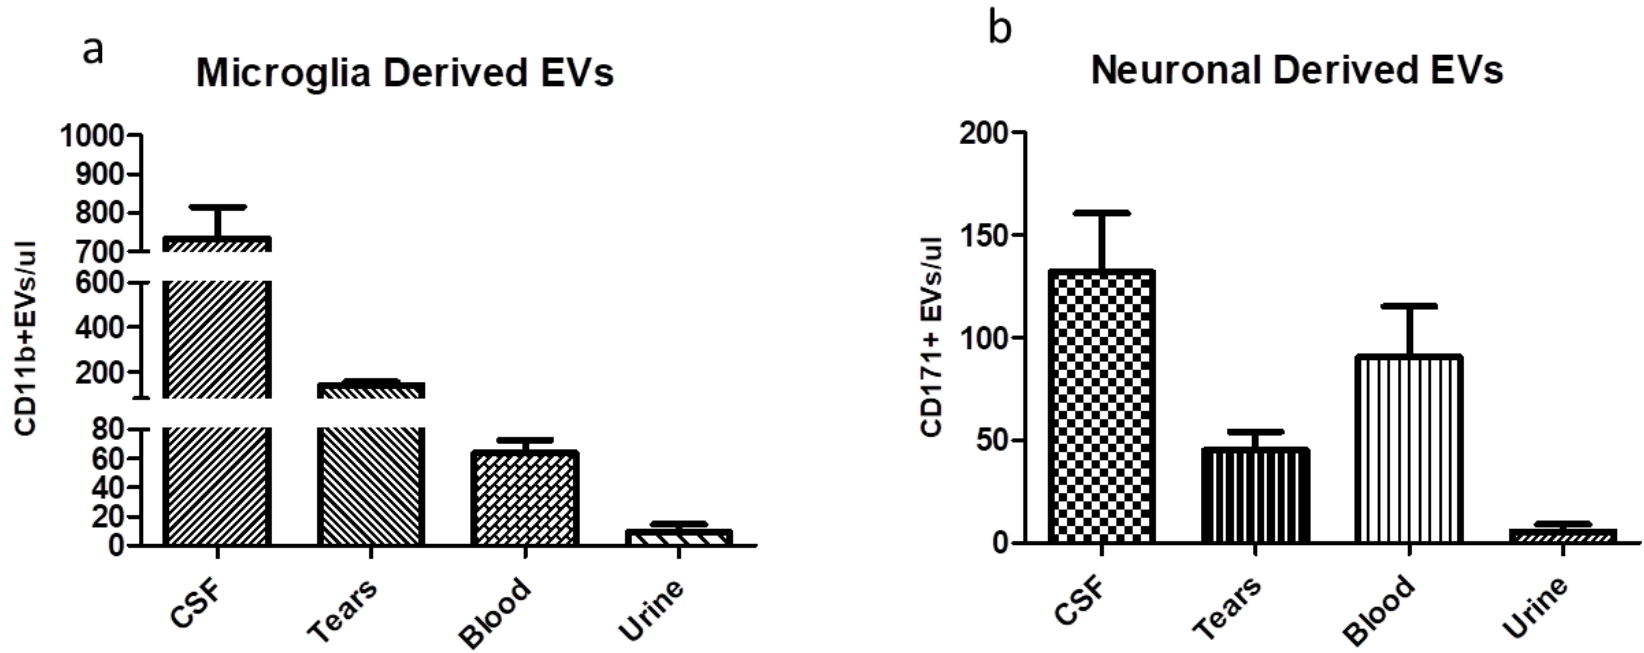 a
Microglia Derived EVs
CD11b+EVs/ul
1000
900
800
700
600
400
200
80
60
40
20
0
CSF
Tears
Blood
Urine
b
Neuronal Derived EVs
CD171+ EVs/ul
200
150
100
50
0
CSF
Tears
Blood
Urine